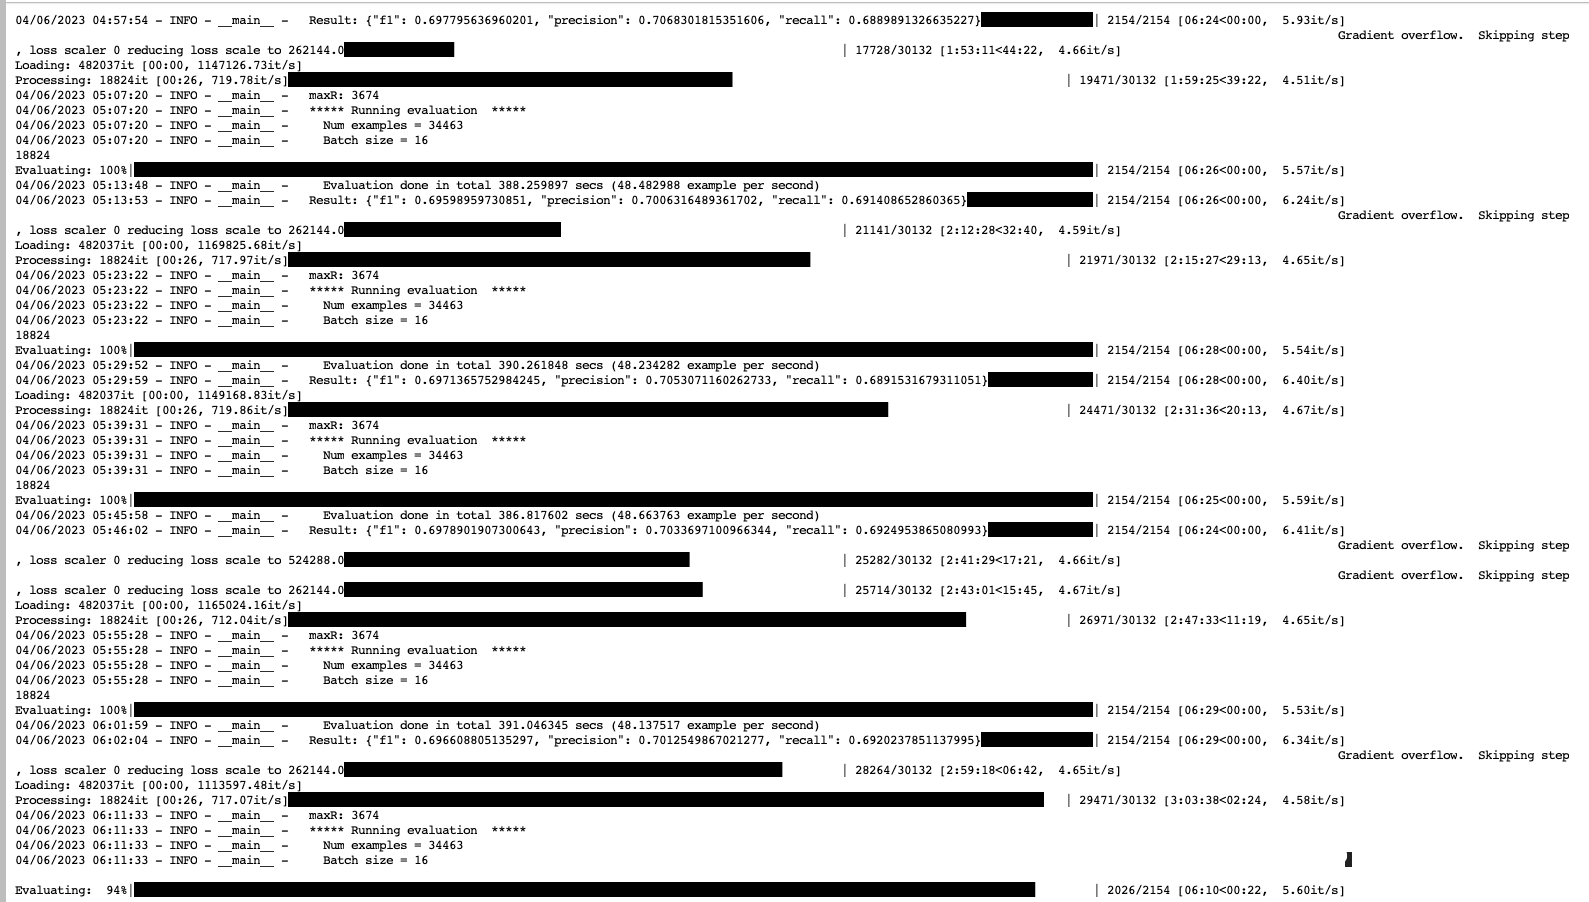 04/06/2023 04:57:54 - INFO - __main__ -   Result: {"f1": 0.697795636960201, "precision": 0.7068301815351606, "recall": 0.6889891326635227}| 2154/2154 [06:24<00:00,  5.93it/s]
Gradient overflow.  Skipping step
, loss scaler 0 reducing loss scale to 262144.0 | 17728/30132 [1:53:11<44:22,  4.66it/s]
Loading: 482037it [00:00, 1147126.73it/s]
Processing: 18824it [00:26, 719.78it/s] | 19471/30132 [1:59:25<39:22,  4.51it/s]
04/06/2023 05:07:20 - INFO - __main__ -   maxR: 3674
04/06/2023 05:07:20 - INFO - __main__ -   ***** Running evaluation  *****
04/06/2023 05:07:20 - INFO - __main__ -     Num examples = 34463
04/06/2023 05:07:20 - INFO - __main__ -     Batch size = 16
18824
Evaluating: 100%| | 2154/2154 [06:26<00:00,  5.57it/s]
04/06/2023 05:13:48 - INFO - __main__ -     Evaluation done in total 388.259897 secs (48.482988 example per second)
04/06/2023 05:13:53 - INFO - __main__ -   Result: {"f1": 0.69598959730851, "precision": 0.7006316489361702, "recall": 0.691408652860365}| 2154/2154 [06:26<00:00,  6.24it/s]
Gradient overflow.  Skipping step
, loss scaler 0 reducing loss scale to 262144.0 | 21141/30132 [2:12:28<32:40,  4.59it/s]
Loading: 482037it [00:00, 1169825.68it/s]
Processing: 18824it [00:26, 717.97it/s] | 21971/30132 [2:15:27<29:13,  4.65it/s]
04/06/2023 05:23:22 - INFO - __main__ -   maxR: 3674
04/06/2023 05:23:22 - INFO - __main__ -   ***** Running evaluation  *****
04/06/2023 05:23:22 - INFO - __main__ -     Num examples = 34463
04/06/2023 05:23:22 - INFO - __main__ -     Batch size = 16
18824
Evaluating: 100%| | 2154/2154 [06:28<00:00,  5.54it/s]
04/06/2023 05:29:52 - INFO - __main__ -     Evaluation done in total 390.261848 secs (48.234282 example per second)
04/06/2023 05:29:59 - INFO - __main__ -   Result: {"f1": 0.6971365752984245, "precision": 0.7053071160262733, "recall": 0.6891531679311051}| 2154/2154 [06:28<00:00,  6.40it/s]
Loading: 482037it [00:00, 1149168.83it/s]
Processing: 18824it [00:26, 719.86it/s] | 24471/30132 [2:31:36<20:13,  4.67it/s]
04/06/2023 05:39:31 - INFO - __main__ -   maxR: 3674
04/06/2023 05:39:31 - INFO - __main__ -   ***** Running evaluation  *****
04/06/2023 05:39:31 - INFO - __main__ -     Num examples = 34463
04/06/2023 05:39:31 - INFO - __main__ -     Batch size = 16
18824
Evaluating: 100%| | 2154/2154 [06:25<00:00,  5.59it/s]
04/06/2023 05:45:58 - INFO - __main__ -     Evaluation done in total 386.817602 secs (48.663763 example per second)
04/06/2023 05:46:02 - INFO - __main__ -   Result: {"f1": 0.6978901907300643, "precision": 0.7033697100966344, "recall": 0.6924953865080993}| 2154/2154 [06:24<00:00,  6.41it/s]
Gradient overflow.  Skipping step
, loss scaler 0 reducing loss scale to 524288.0 | 25282/30132 [2:41:29<17:21,  4.66it/s]
Gradient overflow.  Skipping step
, loss scaler 0 reducing loss scale to 262144.0 | 25714/30132 [2:43:01<15:45,  4.67it/s]
Loading: 482037it [00:00, 1165024.16it/s]
Processing: 18824it [00:26, 712.04it/s] | 26971/30132 [2:47:33<11:19,  4.65it/s]
04/06/2023 05:55:28 - INFO - __main__ -   maxR: 3674
04/06/2023 05:55:28 - INFO - __main__ -   ***** Running evaluation  *****
04/06/2023 05:55:28 - INFO - __main__ -     Num examples = 34463
04/06/2023 05:55:28 - INFO - __main__ -     Batch size = 16
18824
Evaluating: 100%| | 2154/2154 [06:29<00:00,  5.53it/s]
04/06/2023 06:01:59 - INFO - __main__ -     Evaluation done in total 391.046345 secs (48.137517 example per second)
04/06/2023 06:02:04 - INFO - __main__ -   Result: {"f1": 0.696608805135297, "precision": 0.7012549867021277, "recall": 0.6920237851137995}| 2154/2154 [06:29<00:00,  6.34it/s]
Gradient overflow.  Skipping step
, loss scaler 0 reducing loss scale to 262144.0 | 28264/30132 [2:59:18<06:42,  4.65it/s]
Loading: 482037it [00:00, 1113597.48it/s]
Processing: 18824it [00:26, 717.07it/s] | 29471/30132 [3:03:38<02:24,  4.58it/s]
04/06/2023 06:11:33 - INFO - __main__ -   maxR: 3674
04/06/2023 06:11:33 - INFO - __main__ -   ***** Running evaluation  *****
04/06/2023 06:11:33 - INFO - __main__ -     Num examples = 34463
04/06/2023 06:11:33 - INFO - __main__ -     Batch size = 16
Evaluating:  94%| | 2026/2154 [06:10<00:22,  5.60it/s]